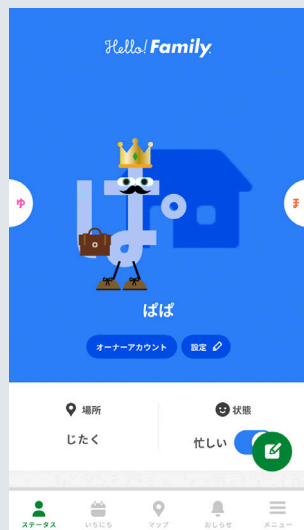 Hello! Family.
ゆ
ぱ
ま
ぱぱ
オーナーアカウント
設定
場所
状態
じたく
忙しい
ステータス
いちにち
マップ
おしらせ
メニュー